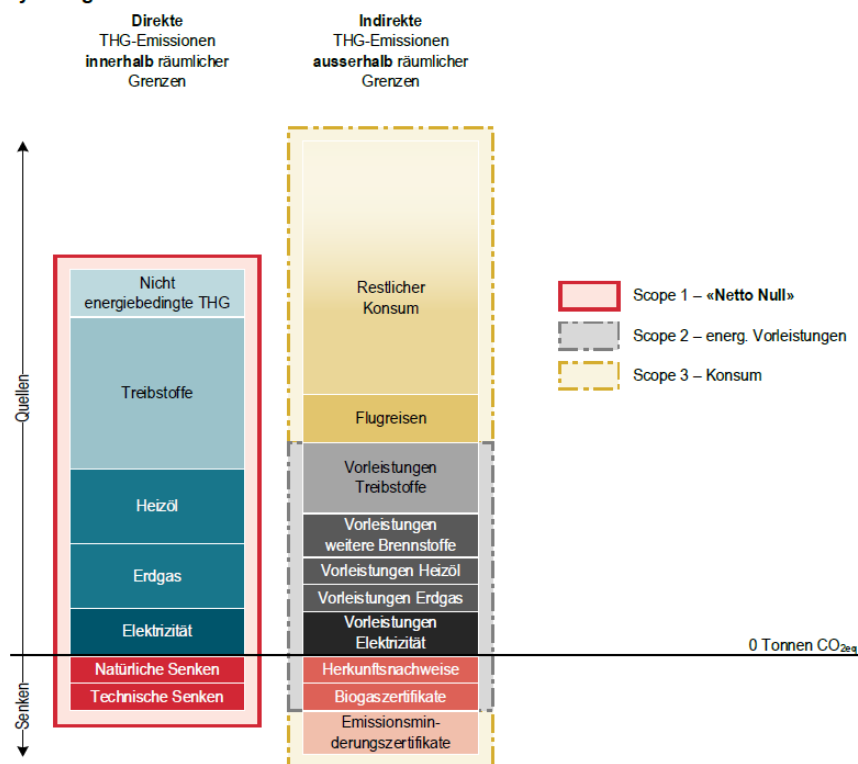 Direkte
THG-Emissionen
innerhalb räumlicher
Grenzen
Indirekte
THG-Emissionen
ausserhalb räumlicher
Grenzen
Quellen
Senken
Nicht
energiebedingte THG
Treibstoffe
Heizöl
Erdgas
Elektrizität
Natürliche Senken
Technische Senken
Restlicher
Konsum
Flugreisen
Vorleistungen
Treibstoffe
Vorleistungen
weitere Brennstoffe
Vorleistungen Heizöl
Vorleistungen Erdgas
Vorleistungen
Elektrizität
Herkunftsnachweise
Biogaszertifikate
Emissionsmin-
derungszertifikate
Scope 1 – «Netto Null»
Scope 2 – energ. Vorleistungen
Scope 3 – Konsum
0 Tonnen CO2eq